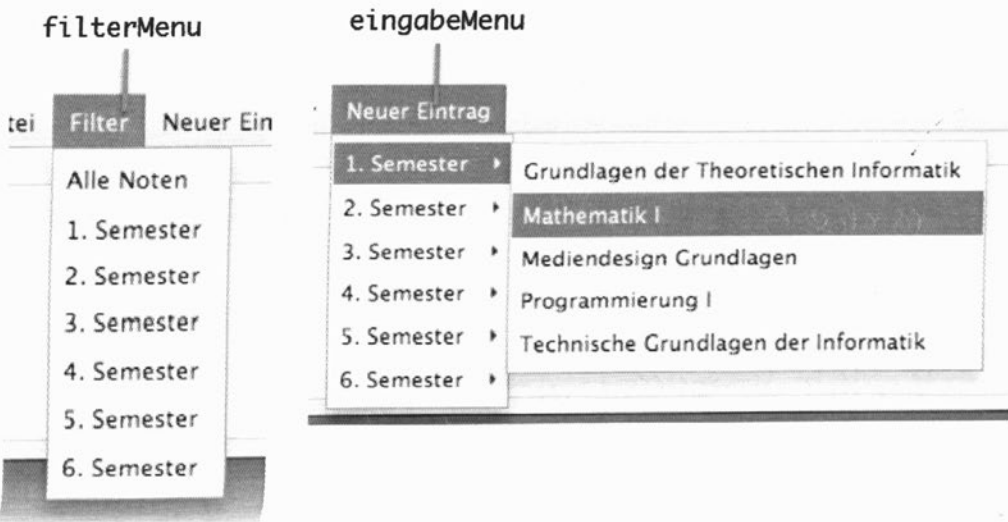 filterMenu
tei Filter Neuer Ein
Alle Noten
1. Semester
2. Semester
3. Semester
4. Semester
5. Semester
6. Semester
eingabeMenu
Neuer Eintrag
1. Semester
2. Semester
3. Semester
4. Semester
5. Semester
6. Semester
Grundlagen der Theoretischen Informatik
Mathematik I
Mediendesign Grundlagen
Programmierung I
Technische Grundlagen der Informatik